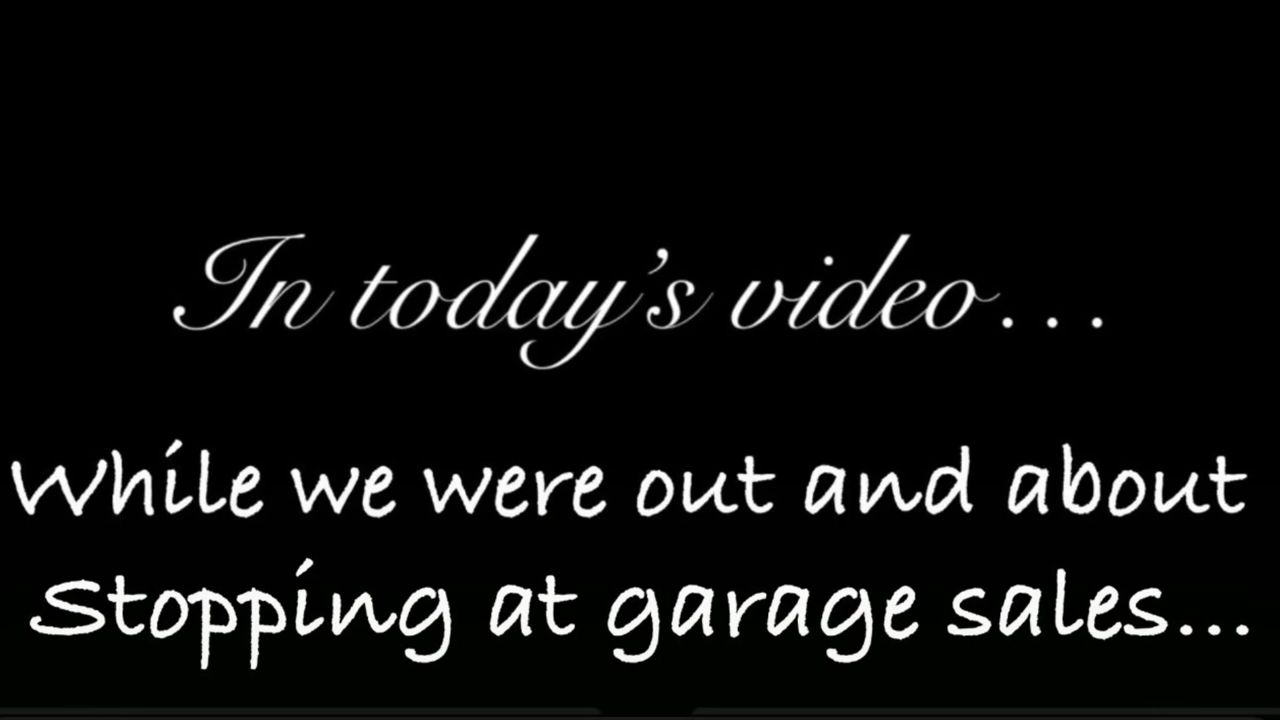 In today's video...
While we were out and about
Stopping at garage sales...